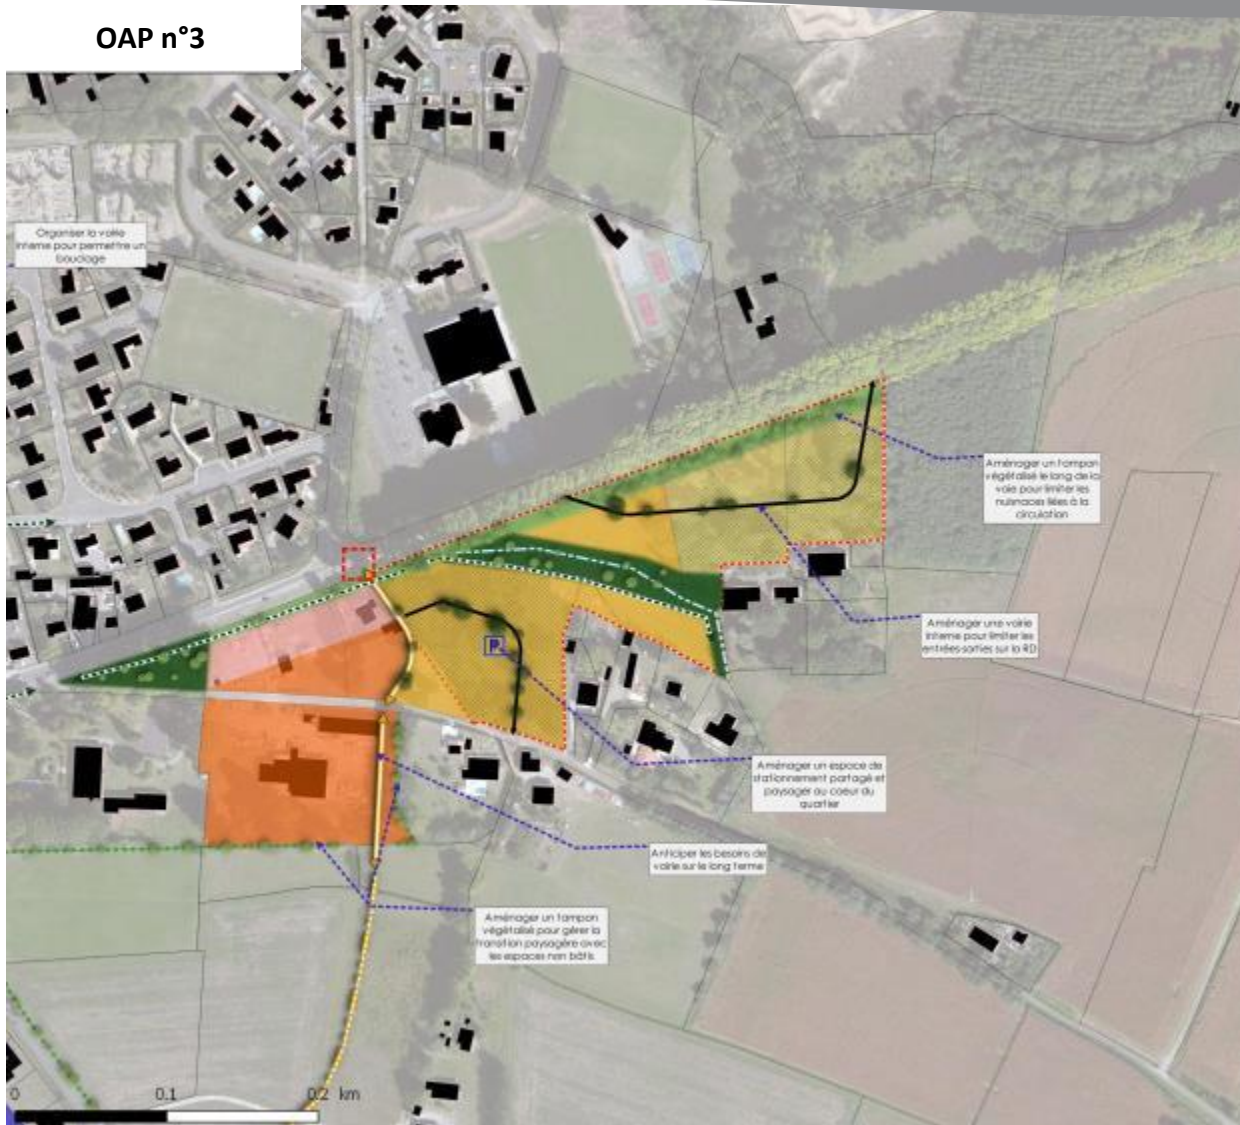 OAP n°3
Organiser la voirie
interne pour permettre un
bouclage
Aménager un tampon
végétalisé le long de la
voie pour limiter les
nuisnaces liées à la
circulation
Aménager une voirie
interne pour limiter les
entrées-sorties sur la RD
P
Aménager un espace de
stationnement partagé et
paysager au coeur du
quartier
Anticiper les besoins de
voirie sur le long terme
Aménager un tampon
végétalisé pour gérer la
transition paysagère avec
les espaces non bâtis
0 0.1 0.2 km